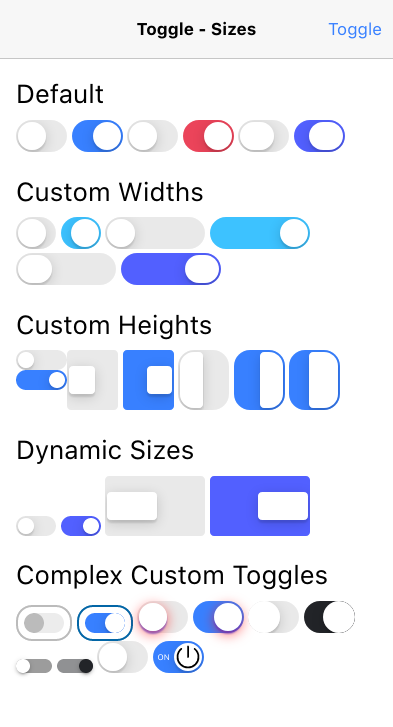 Toggle - Sizes
Toggle
Default
Custom Widths
Custom Heights
Dynamic Sizes
Complex Custom Toggles
ON